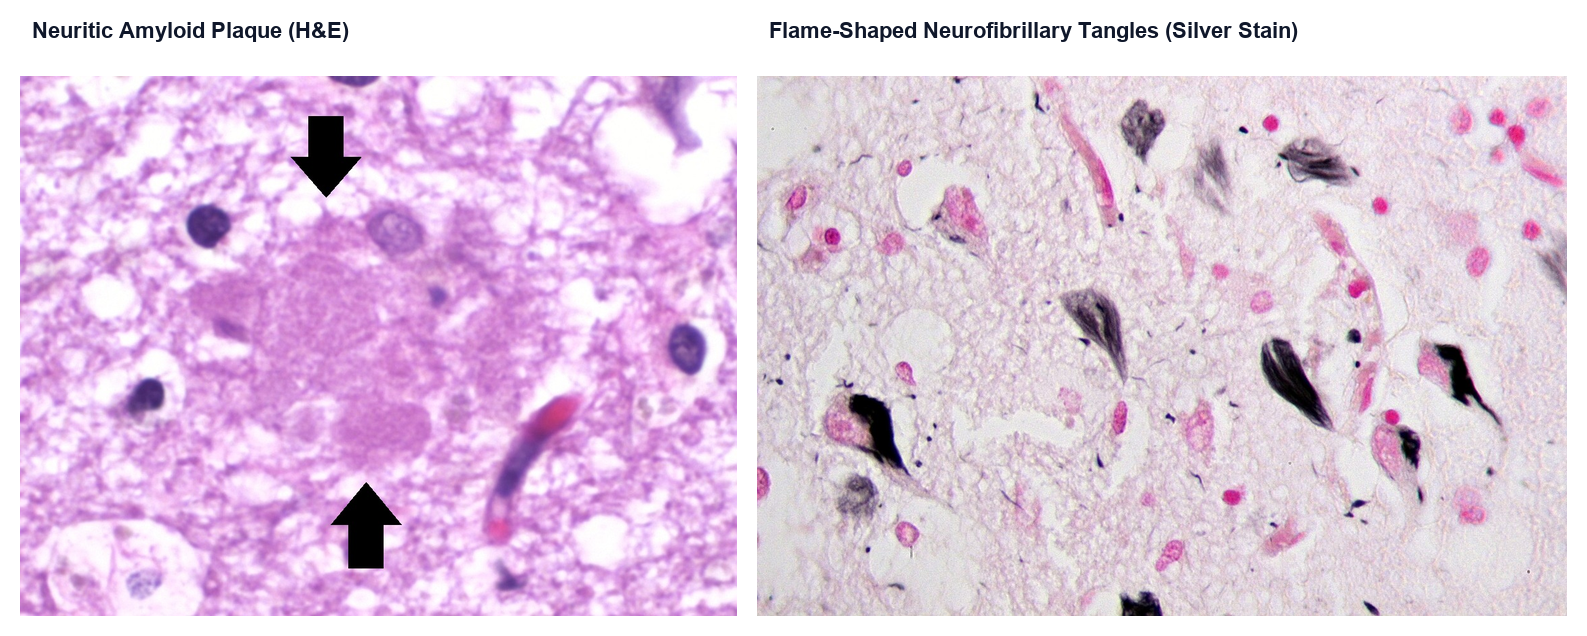 Neuritic Amyloid Plaque (H&E)
Flame-Shaped Neurofibrillary Tangles (Silver Stain)